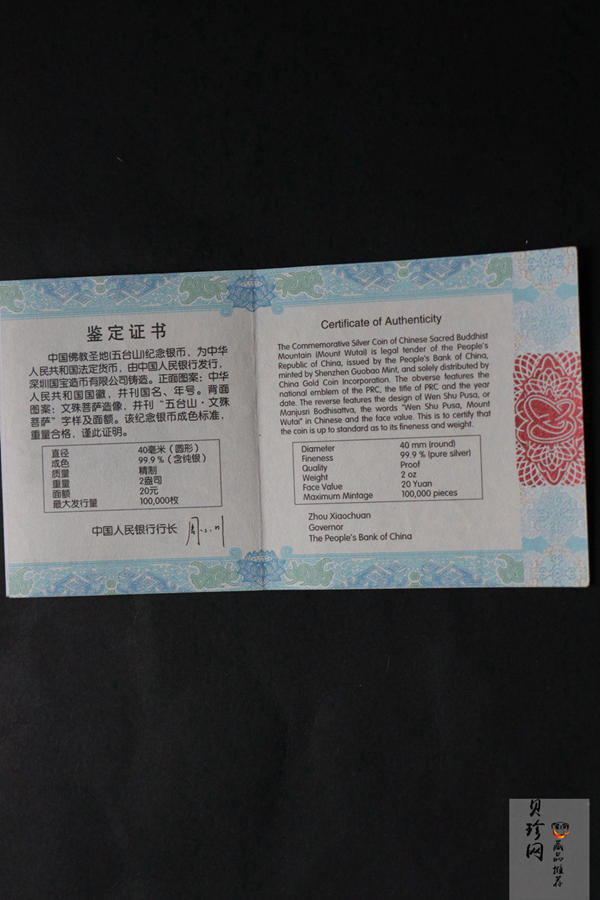 鉴定证书
中国佛教圣地(五台山)纪念银币，为中华
人民共和国法定货币，由中国人民银行发行，
深圳国宝造币有限公司铸造。正面图案：中华
人民共和国国徽，并刊国名、年号。背面
图案：文殊菩萨造像，并刊“五台山·文殊
菩萨”字样及面额。该纪念银币成色标准，
重量合格，谨此证明。
直径 40毫米（圆形）
成色 99.9％（含纯银）
质量 精制
重量 2盎司
面额 20元
最大发行量 100,000枚
中国人民银行行长
Certificate of Authenticity
The Commemorative Silver Coin of Chinese Sacred Buddhist
Mountain (Mount Wutai) is legal tender of the People's
Republic of China, issued by the People's Bank of China,
minted by Shenzhen Guobao Mint, and solely distributed by
China Gold Coin Incorporation. The obverse features the
national emblem of the PRC, the title of PRC and the year
date. The reverse features the design of Wen Shu Pusa, or
Manjusri Bodhisattva, the words "Wen Shu Pusa, Mount
Wutai" in Chinese and the face value. This is to certify that
the coin is up to standard as to its fineness and weight.
Diameter 40 mm (round)
Fineness 99.9 % (pure silver)
Quality Proof
Weight 2 oz
Face Value 20 Yuan
Maximum Mintage 100,000 pieces
Zhou Xiaochuan
Governor
The People's Bank of China
贝珍网
藏品推荐